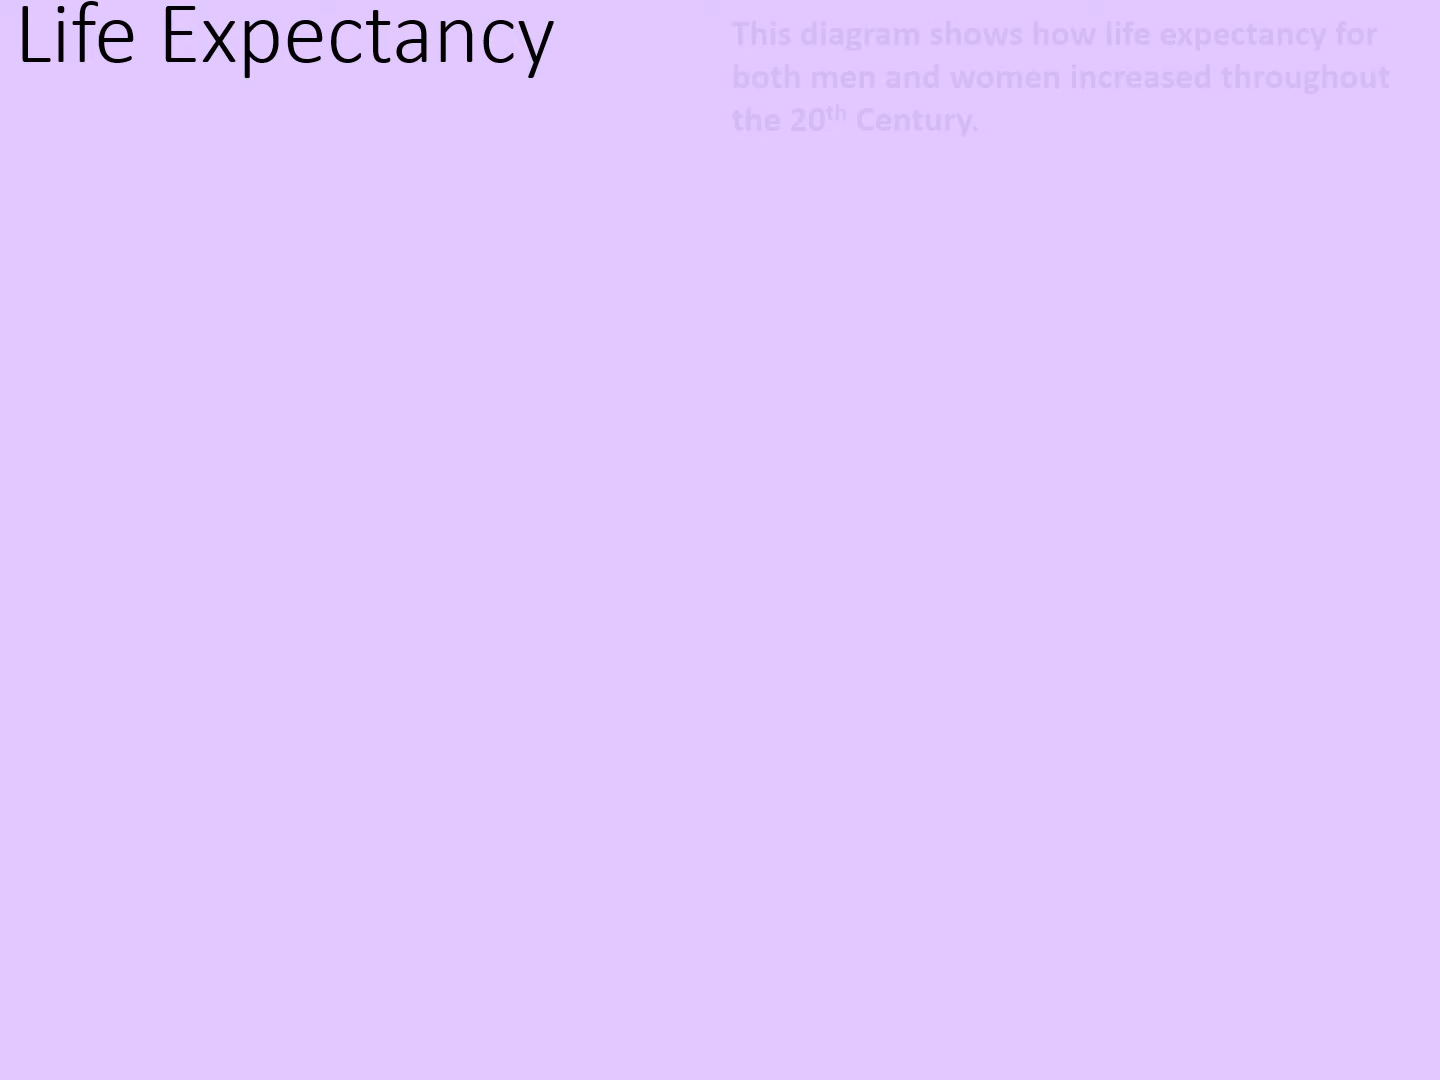 Life Expectancy
This diagram shows how life expectancy for
both men and women increased throughout
the 20th Century.